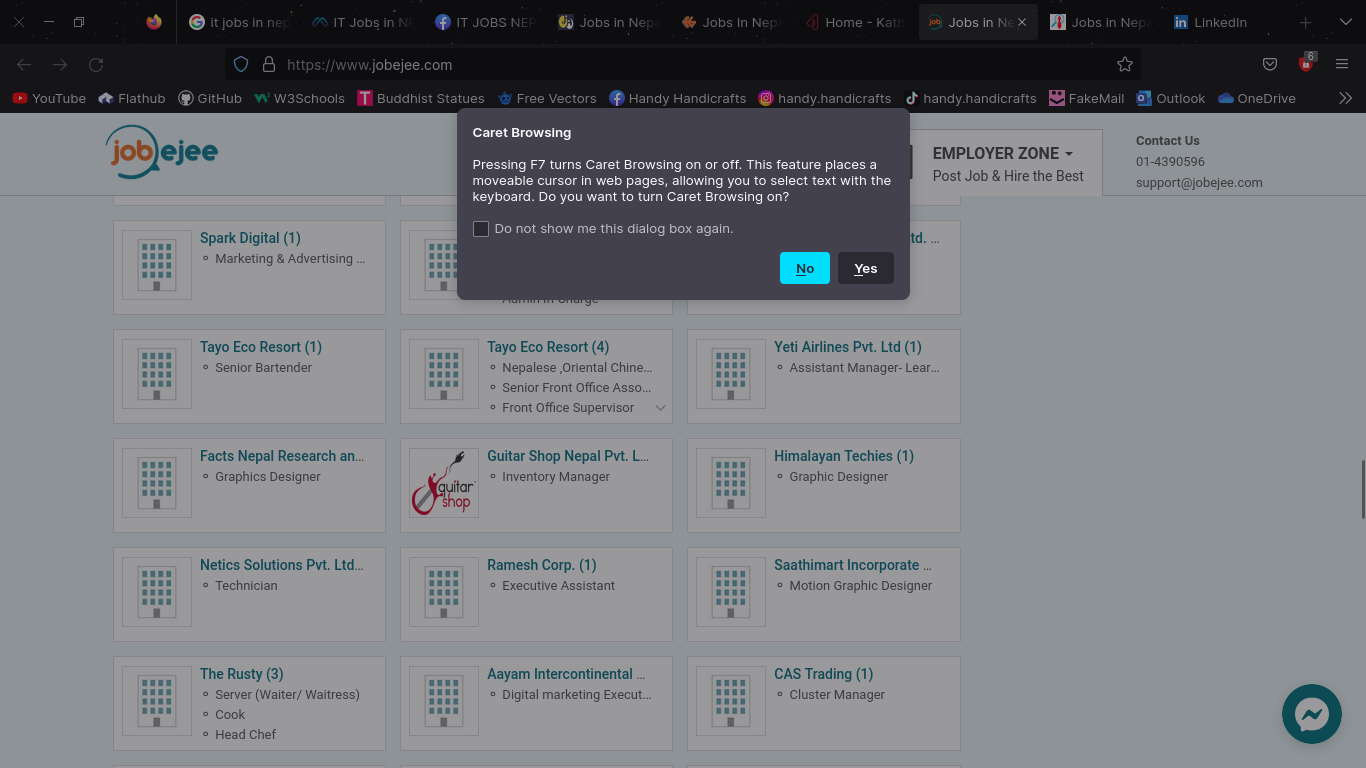 it jobs in nep
IT Jobs in Ne
IT JOBS NEP
Jobs in Nepa
Jobs In Nepa
Home - Kath
Jobs in Ne
Jobs in Nepa
LinkedIn
https://www.jobejee.com
6
YouTube
Flathub
GitHub
W3Schools
Buddhist Statues
Free Vectors
Handy Handicrafts
handy.handicrafts
handy.handicrafts
FakeMail
Outlook
OneDrive
jobejee
EMPLOYER ZONE
Post Job & Hire the Best
Contact Us
01-4390596
support@jobejee.com
Caret Browsing
Pressing F7 turns Caret Browsing on or off. This feature places a
moveable cursor in web pages, allowing you to select text with the
keyboard. Do you want to turn Caret Browsing on?
Do not show me this dialog box again.
No
Yes
Spark Digital (1)
Marketing & Advertising ...
Admin In Charge
td. ...
Tayo Eco Resort (1)
Senior Bartender
Tayo Eco Resort (4)
Nepalese ,Oriental Chine...
Senior Front Office Asso...
Front Office Supervisor
Yeti Airlines Pvt. Ltd (1)
Assistant Manager- Lear...
Facts Nepal Research an...
Graphics Designer
guitar
shop
Guitar Shop Nepal Pvt. L...
Inventory Manager
Himalayan Techies (1)
Graphic Designer
Netics Solutions Pvt. Ltd...
Technician
Ramesh Corp. (1)
Executive Assistant
Saathimart Incorporate ...
Motion Graphic Designer
The Rusty (3)
Server (Waiter/ Waitress)
Cook
Head Chef
Aayam Intercontinental ...
Digital marketing Execut...
CAS Trading (1)
Cluster Manager